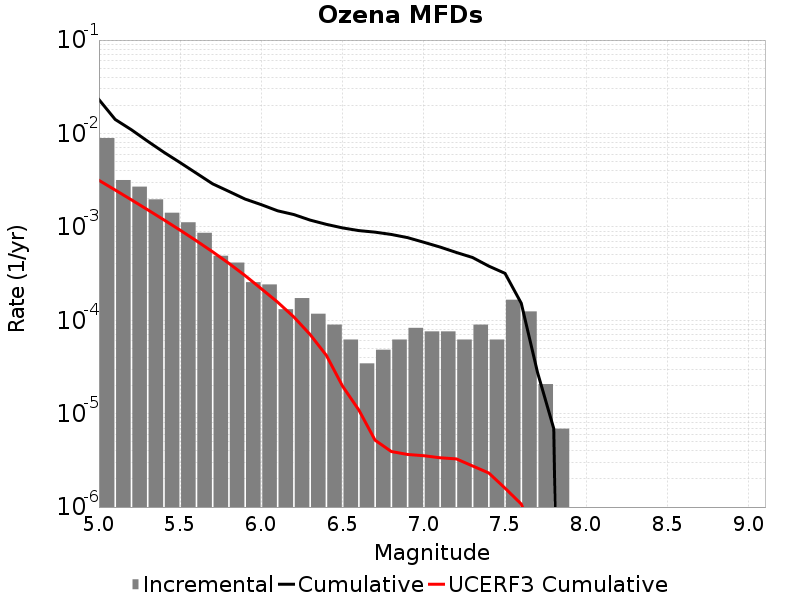 Ozena MFDs
10^-1
10^-2
10^-3
10^-4
10^-5
10^-6
Rate (1/yr)
5.0 5.5 6.0 6.5 7.0 7.5 8.0 8.5 9.0
Magnitude
Incremental Cumulative UCERF3 Cumulative